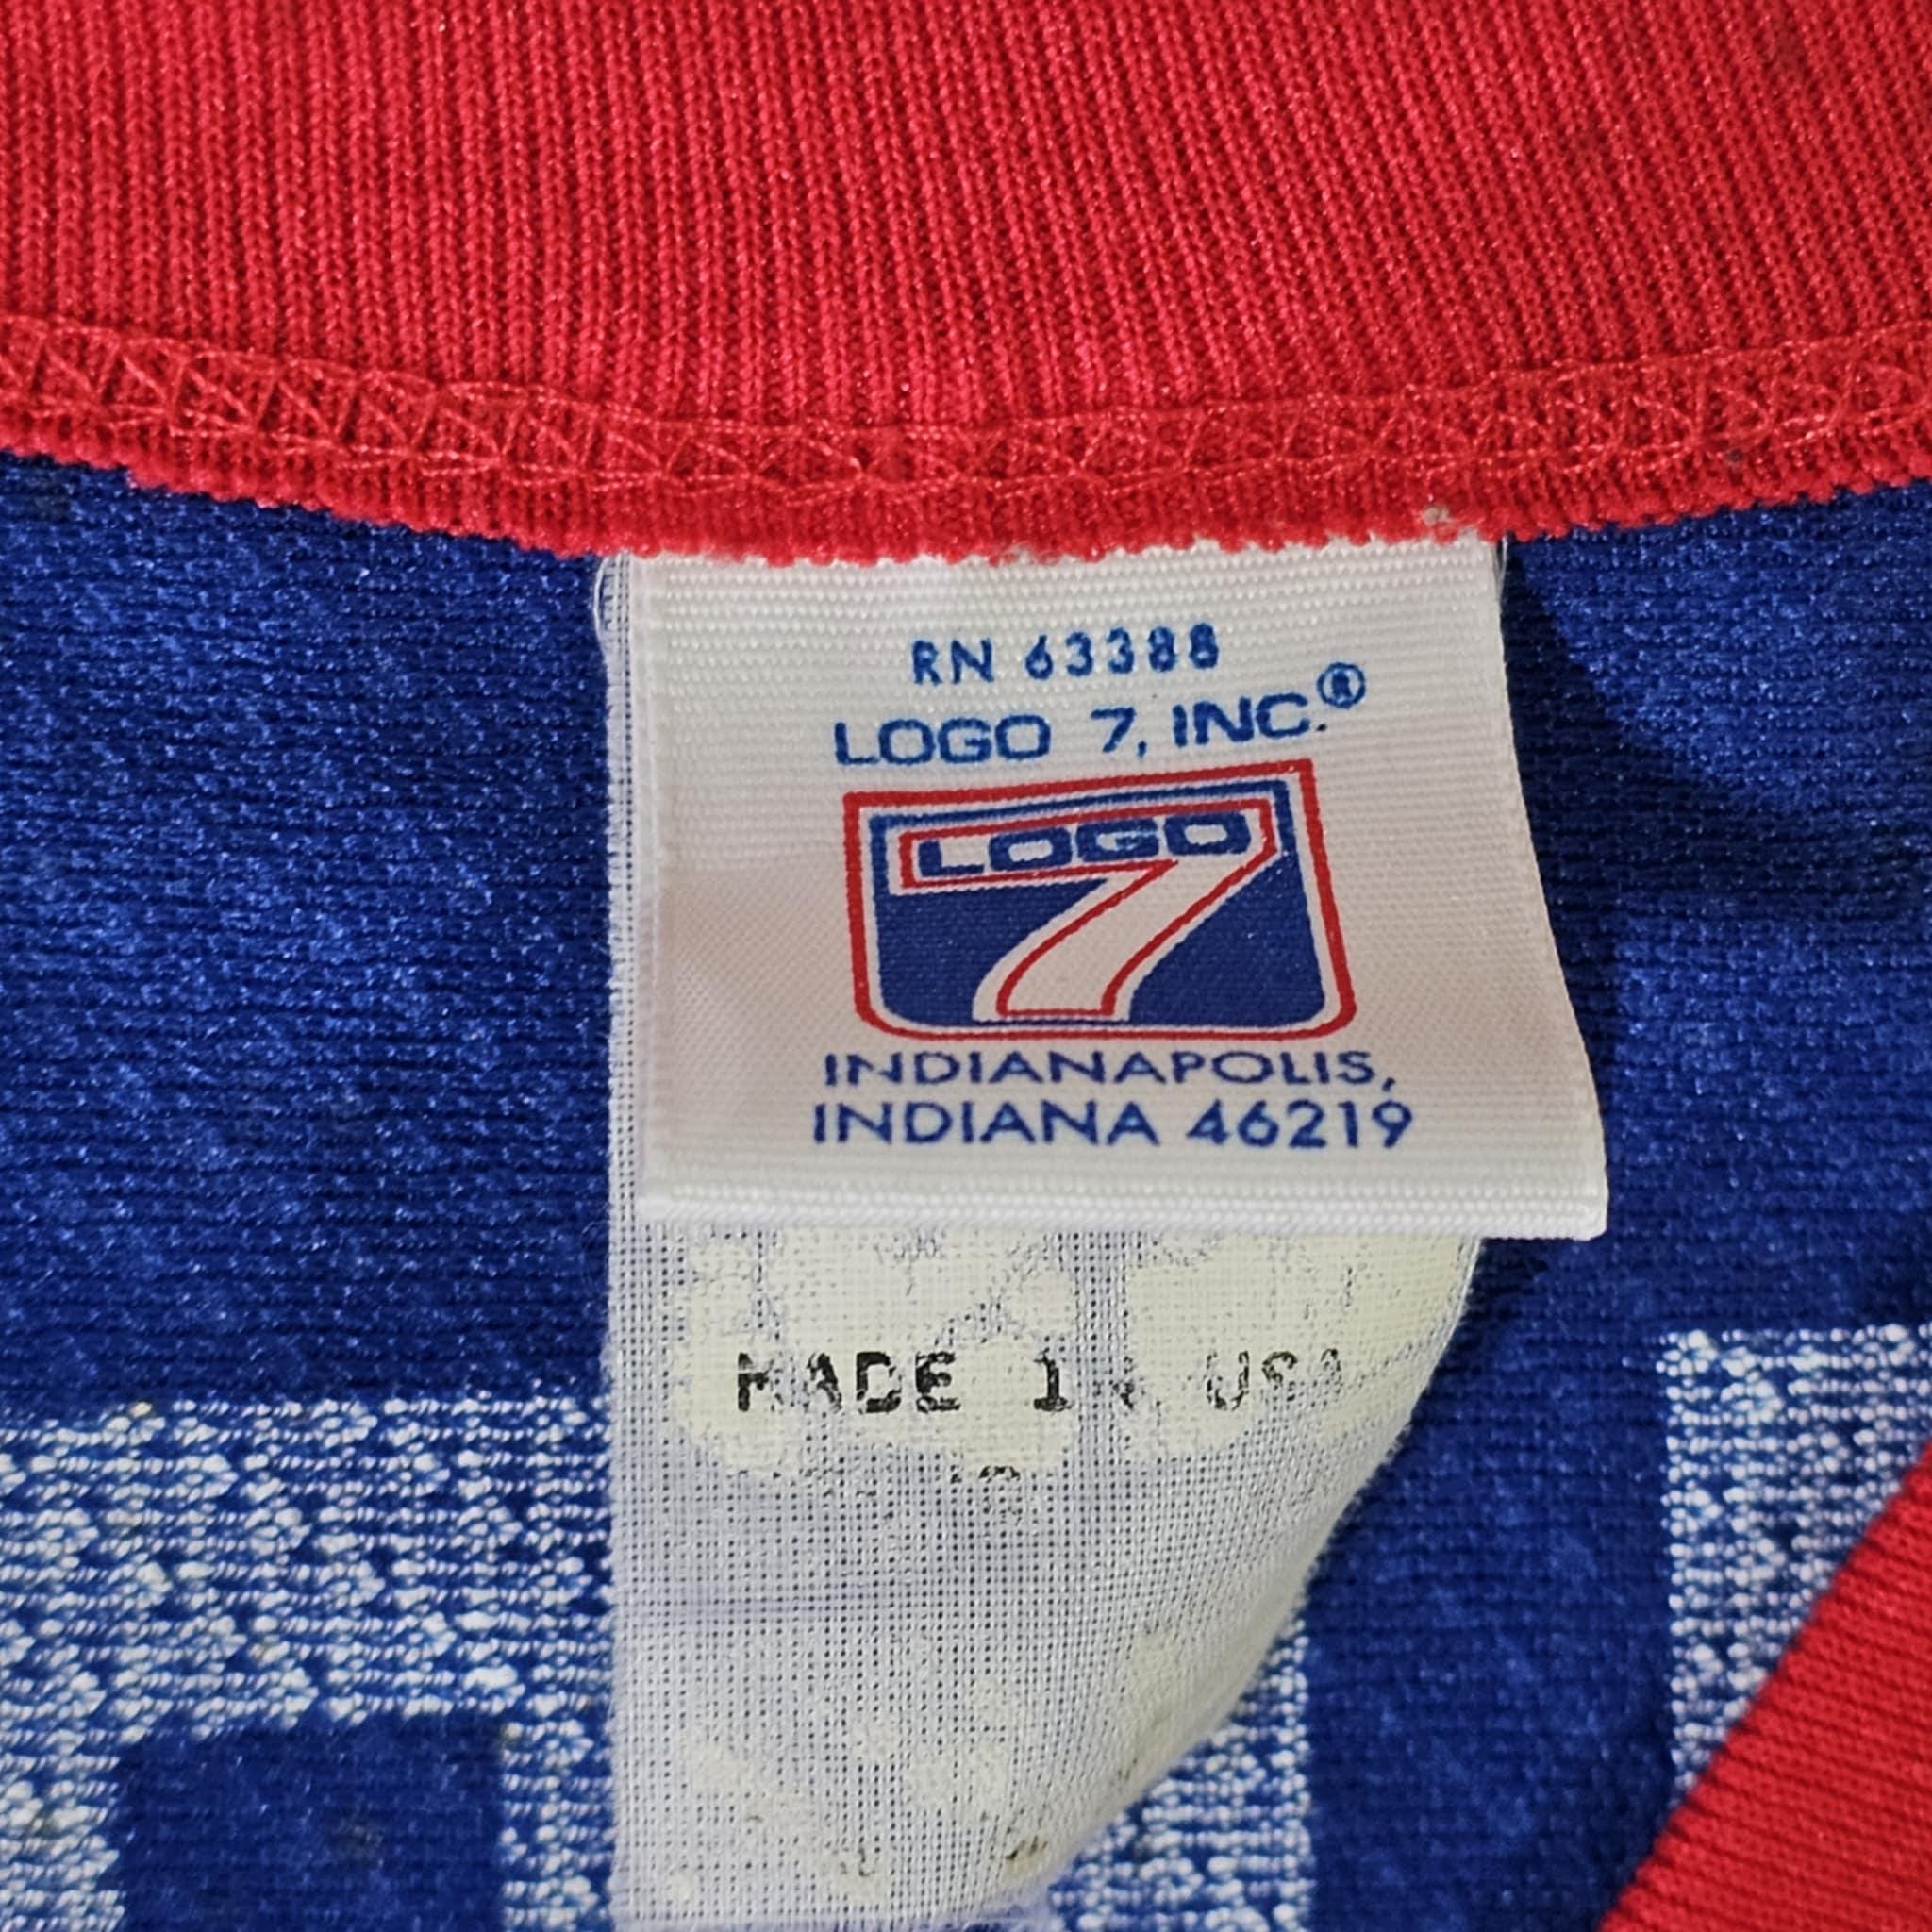 RN 63388
LOGO 7, INC.®
LOGO
7
INDIANAPOLIS,
INDIANA 46219
MADE IN USA